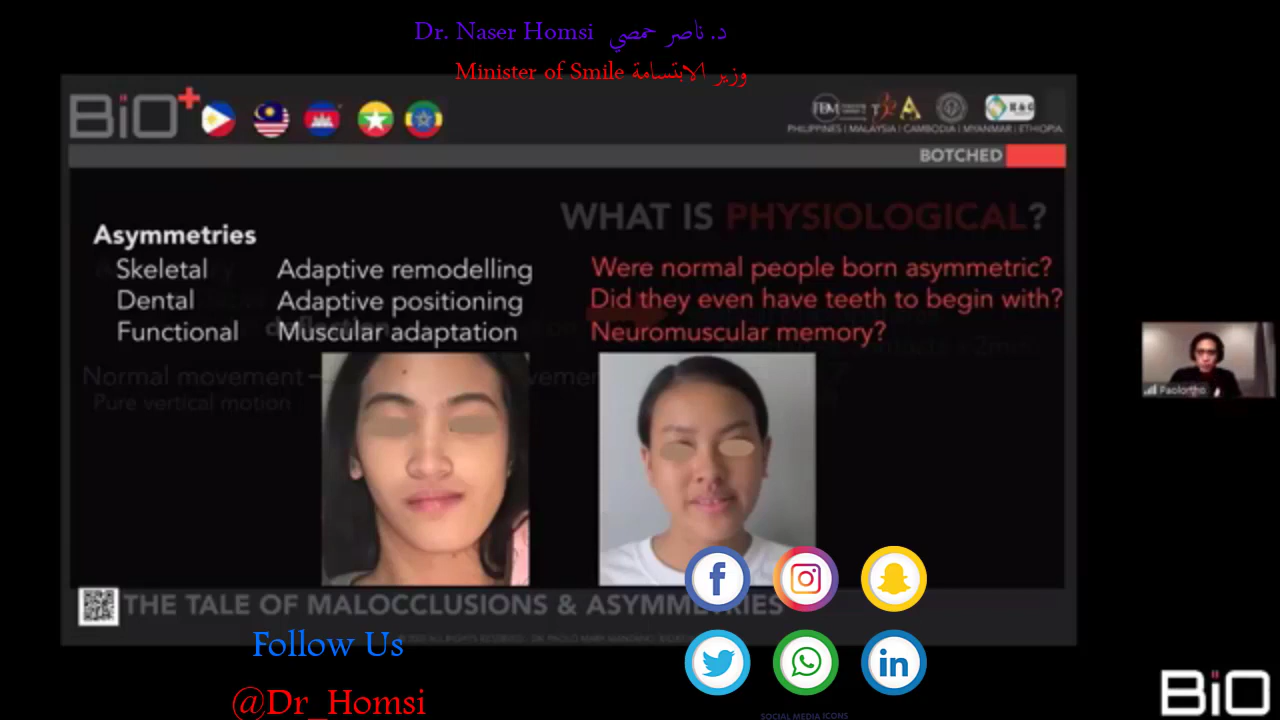 Dr. Naser Homsi د. ناصر حمصي
Minister of Smile وزير الابتسامة
BiO+
PHILIPPINES | MALAYSIA | CAMBODIA | MYANMAR | ETHIOPIA
BOTCHED
WHAT IS PHYSIOLOGICAL?
Asymmetries
Skeletal Adaptive remodelling Were normal people born asymmetric?
Dental Adaptive positioning Did they even have teeth to begin with?
Functional Muscular adaptation Neuromuscular memory?
Normal movement
Pure vertical motion
Paolortho
THE TALE OF MALOCCLUSIONS & ASYMMETRIES
Follow Us
@Dr_Homsi
SOCIAL MEDIA ICONS
BiO